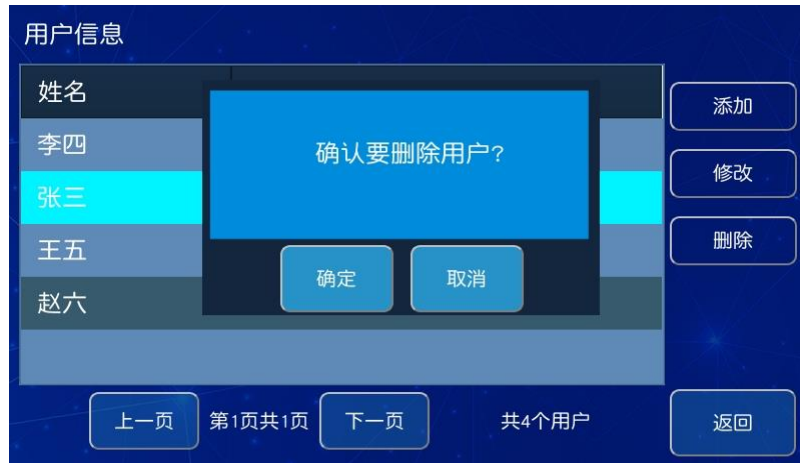 用户信息
姓名
添加
李四
确认要删除用户?
修改
张三
王五
删除
确定
取消
赵六
上一页
第1页共1页
下一页
共4个用户
返回